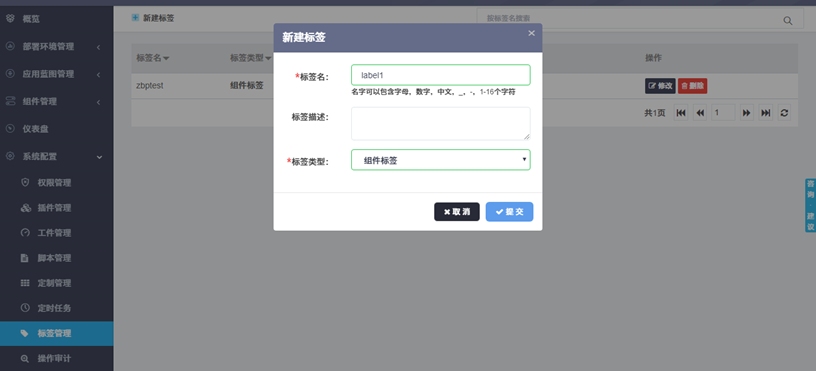 概览
部署环境管理
应用蓝图管理
组件管理
仪表盘
系统配置
权限管理
插件管理
工件管理
脚本管理
定制管理
定时任务
标签管理
操作审计
新建标签
按标签名搜索
标签名 标签类型 操作
zbptest 组件标签 修改 删除
共1页 1
新建标签 ×
*标签名： label1
名字可以包含字母，数字，中文，_，-，1-16个字符
标签描述：
*标签类型： 组件标签
取消 提交
咨询·建议